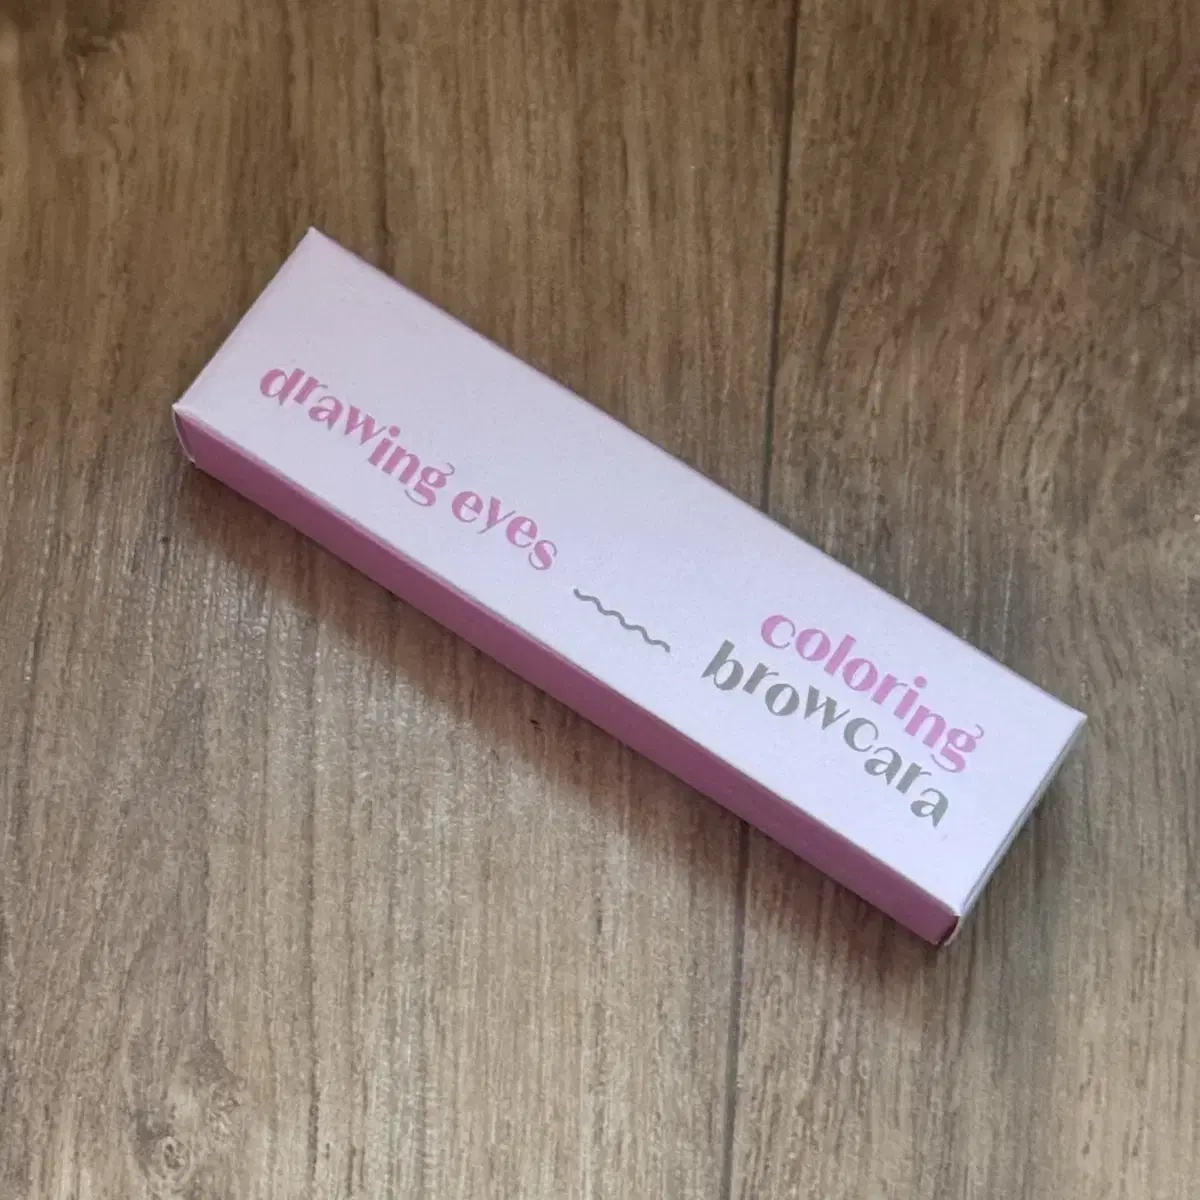 drawing eyes
coloring
browcara